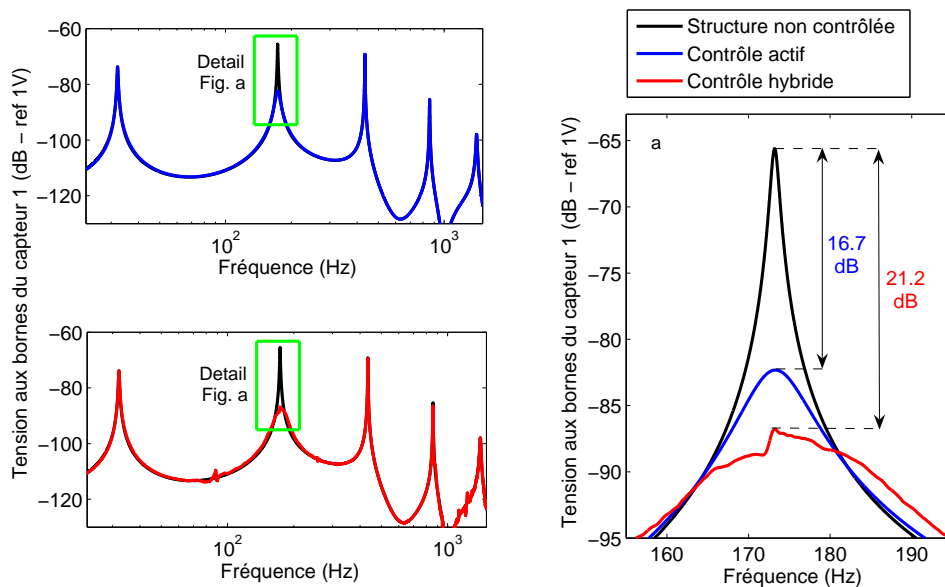 Tension aux bornes du capteur 1 (dB − ref 1V)
−60
−80
−100
−120
Detail
Fig. a
10²
10³
Fréquence (Hz)
−60
−80
−100
−120
Detail
Fig. a
10²
10³
Fréquence (Hz)
Structure non contrôlée
Contrôle actif
Contrôle hybride
Tension aux bornes du capteur 1 (dB − ref 1V)
−65
−70
−75
−80
−85
−90
−95
a
16.7
dB
21.2
dB
160
170
180
190
Fréquence (Hz)